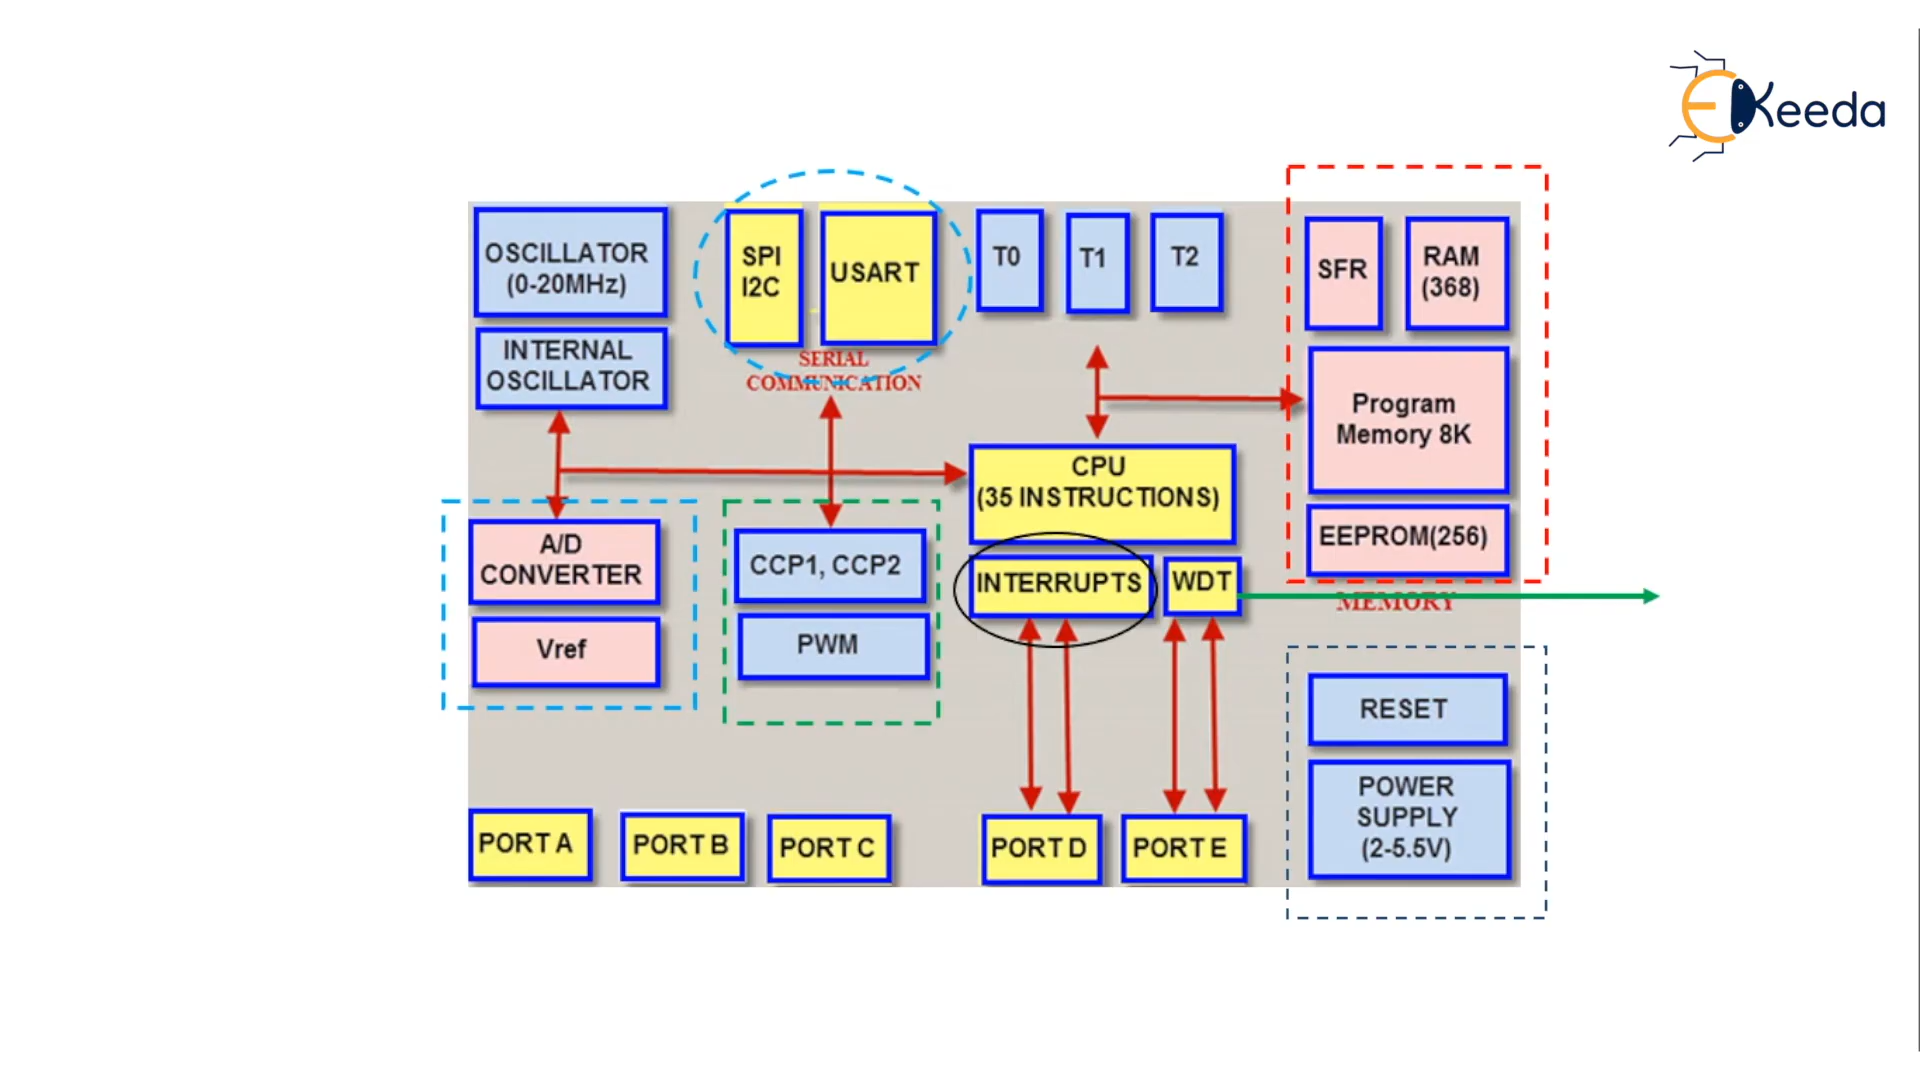 EKeeda
OSCILLATOR
(0-20MHz)
SPI
I2C
USART
T0
T1
T2
SFR
RAM
(368)
INTERNAL
OSCILLATOR
SERIAL
COMMUNICATION
Program
Memory 8K
CPU
(35 INSTRUCTIONS)
EEPROM(256)
A/D
CONVERTER
CCP1, CCP2
INTERRUPTS
WDT
MEMORY
Vref
PWM
RESET
POWER
SUPPLY
(2-5.5V)
PORT A
PORT B
PORT C
PORT D
PORT E